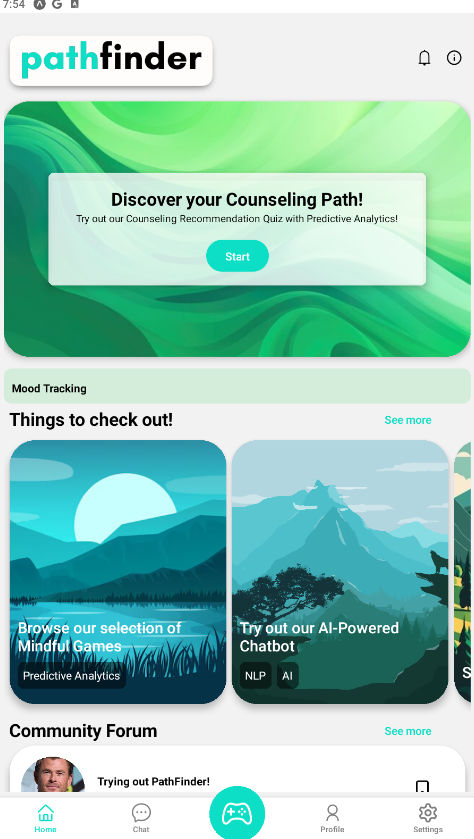 7:54
pathfinder
Discover your Counseling Path!
Try out our Counseling Recommendation Quiz with Predictive Analytics!
Start
Mood Tracking
Things to check out!
See more
Browse our selection of
Mindful Games
Predictive Analytics
Try out our AI-Powered
Chatbot
NLP
AI
S
Community Forum
See more
Trying out PathFinder!
Home
Chat
Profile
Settings